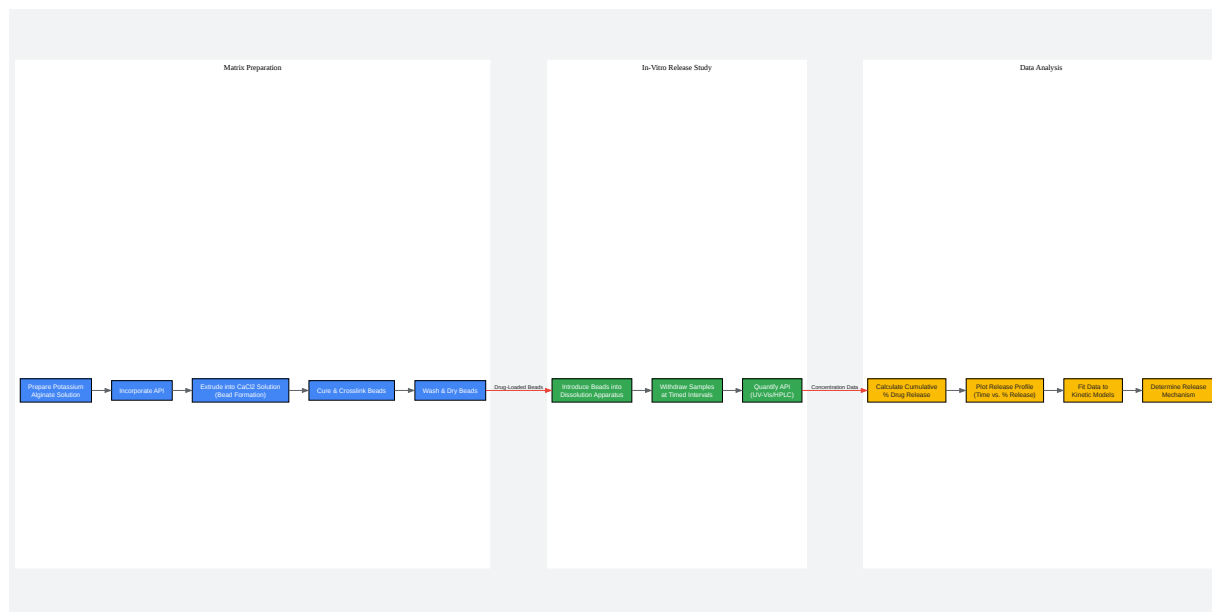 Matrix Preparation
In-Vitro Release Study
Data Analysis
Prepare Potassium
Alginate Solution
Incorporate API
Extrude into CaCl2 Solution
(Bead Formation)
Cure & Crosslink Beads
Wash & Dry Beads
Drug-Loaded Beads
Introduce Beads into
Dissolution Apparatus
Withdraw Samples
at Timed Intervals
Quantify API
(UV-Vis/HPLC)
Concentration Data
Calculate Cumulative
% Drug Release
Plot Release Profile
(Time vs. % Release)
Fit Data to
Kinetic Models
Determine Release
Mechanism